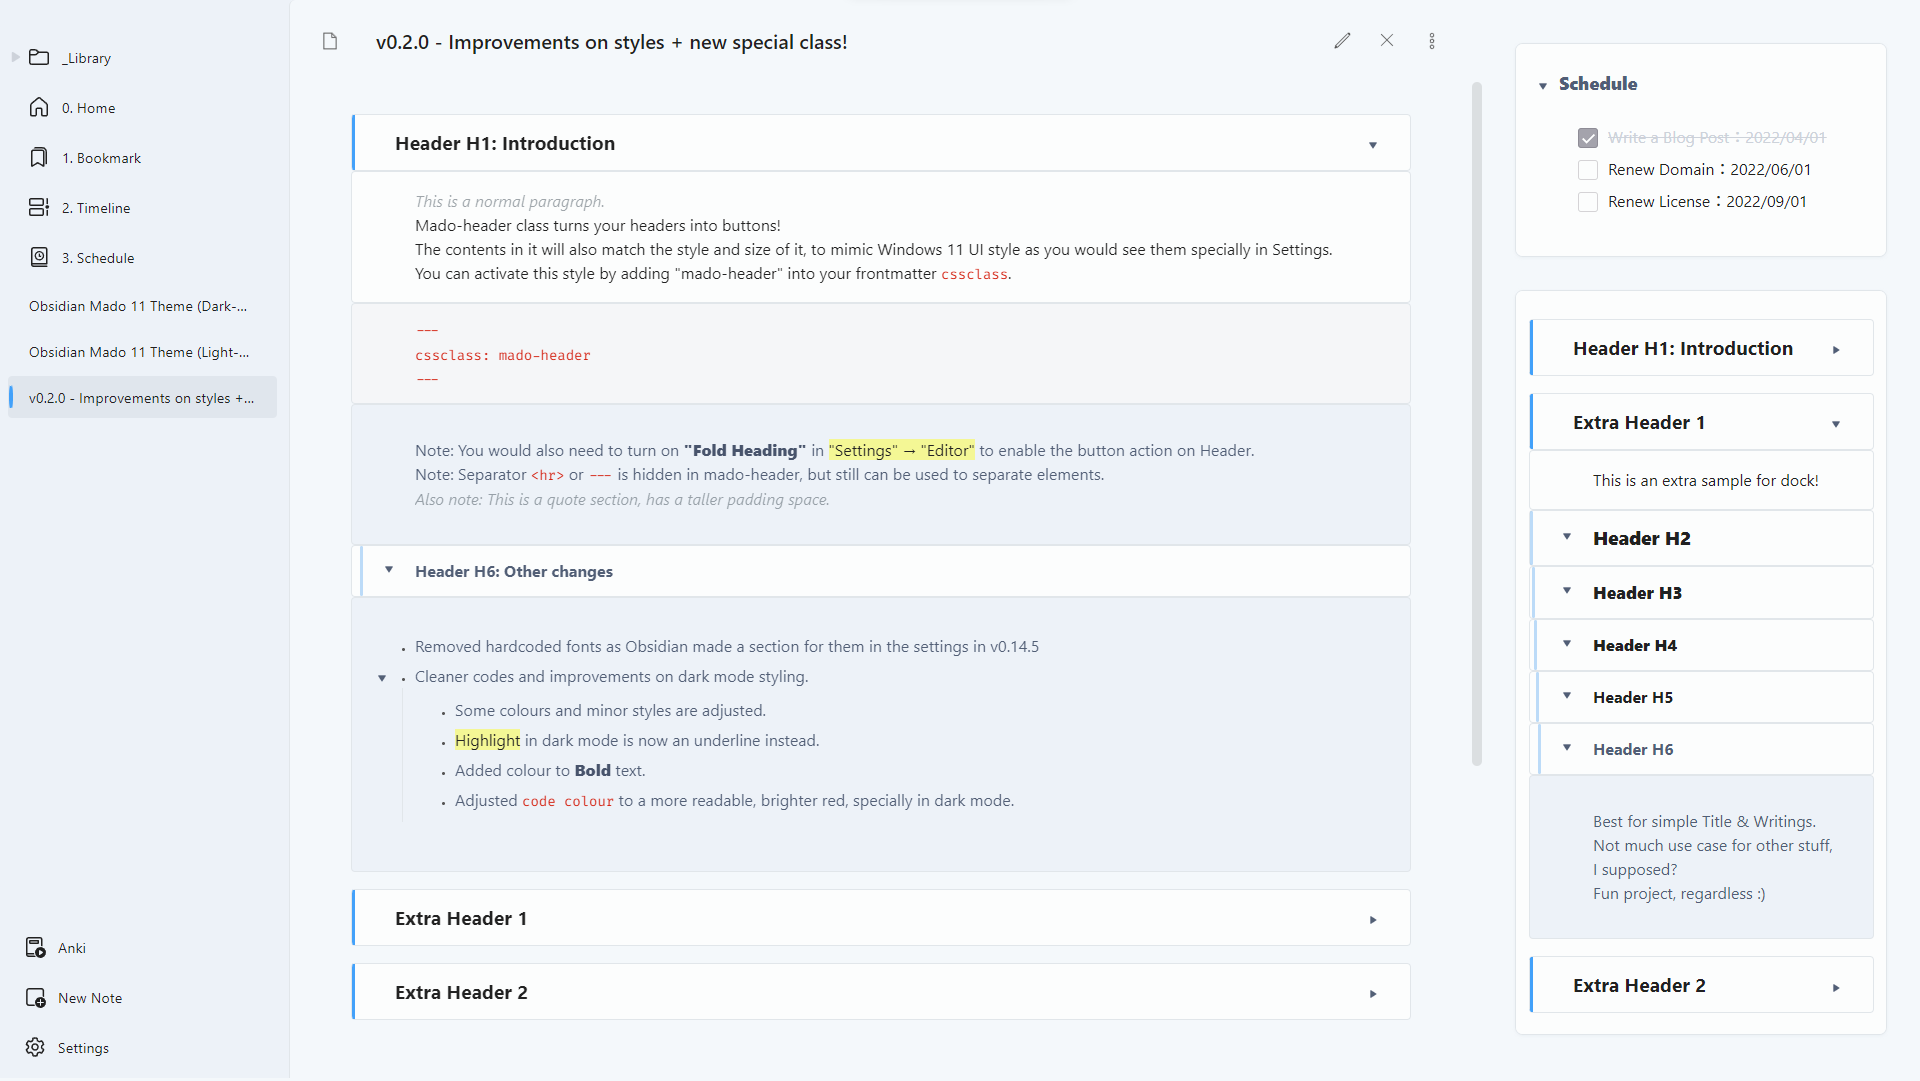 _Library
0. Home
1. Bookmark
2. Timeline
3. Schedule
Obsidian Mado 11 Theme (Dark-...
Obsidian Mado 11 Theme (Light-...
v0.2.0 - Improvements on styles +...
Anki
New Note
Settings
v0.2.0 - Improvements on styles + new special class!
Header H1: Introduction
This is a normal paragraph.
Mado-header class turns your headers into buttons!
The contents in it will also match the style and size of it, to mimic Windows 11 UI style as you would see them specially in Settings.
You can activate this style by adding "mado-header" into your frontmatter cssclass.
---
cssclass: mado-header
---
Note: You would also need to turn on "Fold Heading" in "Settings" → "Editor" to enable the button action on Header.
Note: Separator <hr> or --- is hidden in mado-header, but still can be used to separate elements.
Also note: This is a quote section, has a taller padding space.
Header H6: Other changes
• Removed hardcoded fonts as Obsidian made a section for them in the settings in v0.14.5
• Cleaner codes and improvements on dark mode styling.
• Some colours and minor styles are adjusted.
• Highlight in dark mode is now an underline instead.
• Added colour to Bold text.
• Adjusted code colour to a more readable, brighter red, specially in dark mode.
Extra Header 1
Extra Header 2
Schedule
Write a Blog Post：2022/04/01
Renew Domain：2022/06/01
Renew License：2022/09/01
Header H1: Introduction
Extra Header 1
This is an extra sample for dock!
Header H2
Header H3
Header H4
Header H5
Header H6
Best for simple Title & Writings.
Not much use case for other stuff,
I supposed?
Fun project, regardless :)
Extra Header 2